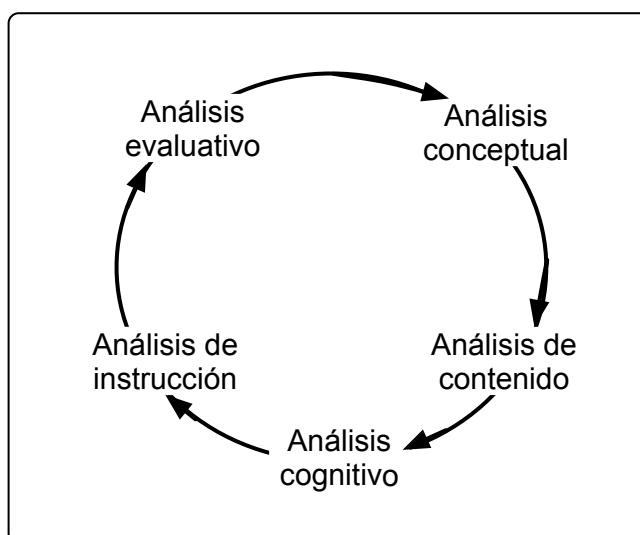 Análisis
evaluativo
Análisis
conceptual
Análisis de
contenido
Análisis
cognitivo
Análisis de
instrucción